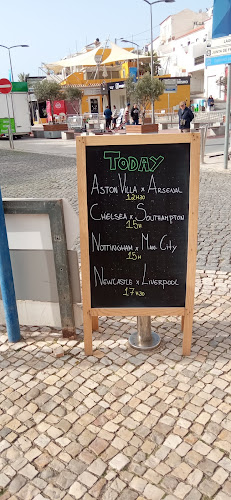 TODAY
ASTON VILLA x ARSENAL
12H30
CHELSEA x SOUTHAMPTON
15H
NOTTINGHAM x MAN. CITY
15H
NEWCASTLE x LIVERPOOL
17H30